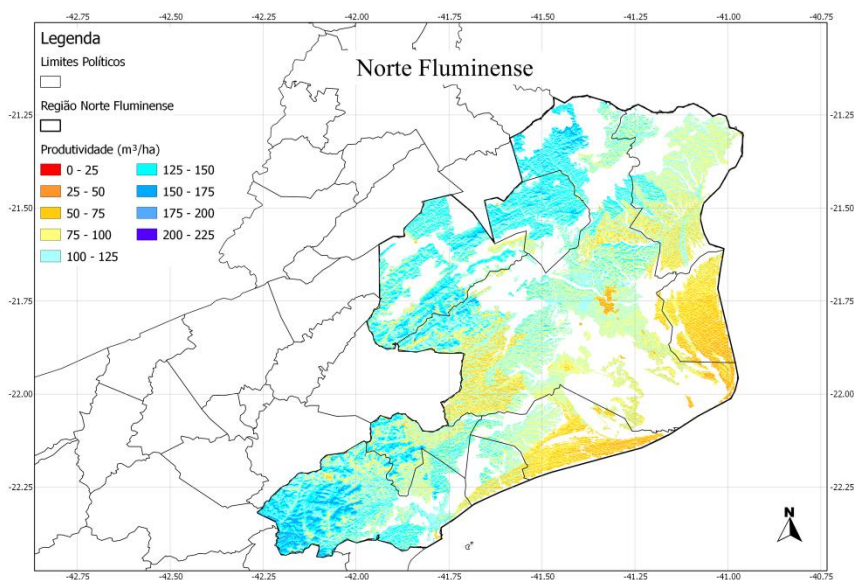 -42.75 -42.50 -42.25 -42.00 -41.75 -41.50 -41.25 -41.00 -40.75
Legenda
Limites Políticos
Região Norte Fluminense
Produtividade (m³/ha)
0 - 25 125 - 150
25 - 50 150 - 175
50 - 75 175 - 200
75 - 100 200 - 225
100 - 125
Norte Fluminense
-21.25 -21.25
-21.50 -21.50
-21.75 -21.75
-22.00 -22.00
-22.25 -22.25
N
-42.75 -42.50 -42.25 -42.00 -41.75 -41.50 -41.25 -41.00 -40.75